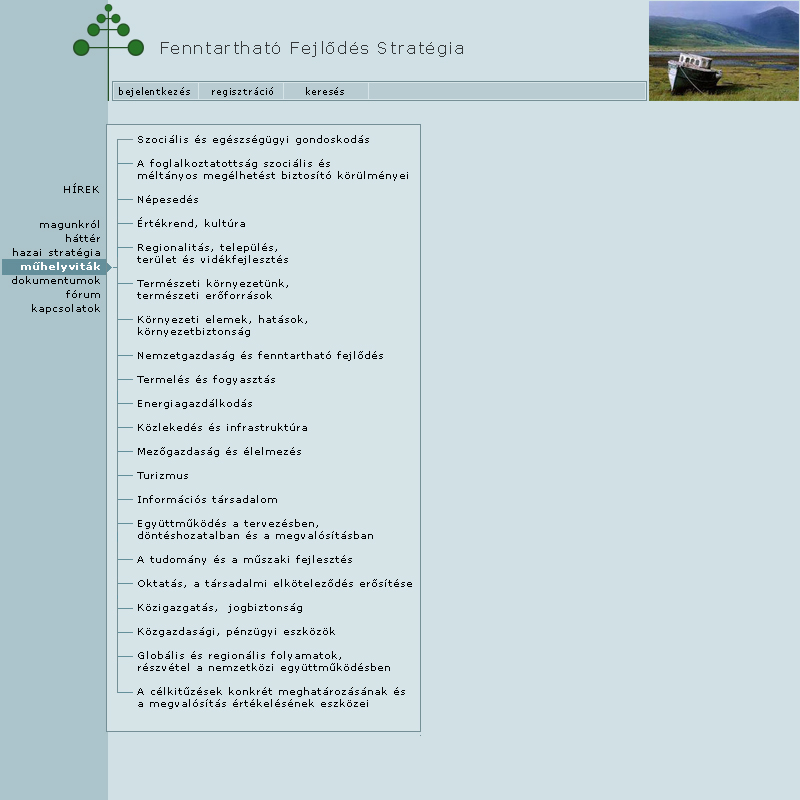 Fenntartható Fejlődés Stratégia
bejelentkezés
regisztráció
keresés
HÍREK
magunkról
háttér
hazai stratégia
műhelyviták
dokumentumok
fórum
kapcsolatok
Szociális és egészségügyi gondoskodás
A foglalkoztatottság szociális és
méltányos megélhetést biztosító körülményei
Népesedés
Értékrend, kultúra
Regionalitás, település,
terület és vidékfejlesztés
Természeti környezetünk,
természeti erőforrások
Környezeti elemek, hatások,
környezetbiztonság
Nemzetgazdaság és fenntartható fejlődés
Termelés és fogyasztás
Energiagazdálkodás
Közlekedés és infrastruktúra
Mezőgazdaság és élelmezés
Turizmus
Információs társadalom
Együttműködés a tervezésben,
döntéshozatalban és a megvalósításban
A tudomány és a műszaki fejlesztés
Oktatás, a társadalmi elköteleződés erősítése
Közigazgatás, jogbiztonság
Közgazdasági, pénzügyi eszközök
Globális és regionális folyamatok,
részvétel a nemzetközi együttműködésben
A célkitűzések konkrét meghatározásának és
a megvalósítás értékelésének eszközei